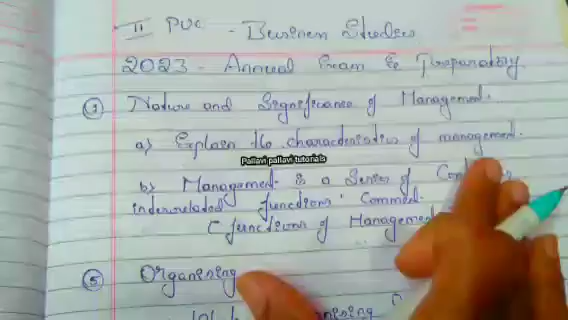 II PUC - Business Studies
2023 - Annual Exam & Preparatory
① Nature and Significance of Management.
a) Explain the characteristics of management.
Pallavi pallavi tutorials
b) Management is a Series of
interrelated functions. Comment.
(functions of Management
⑤ Organising